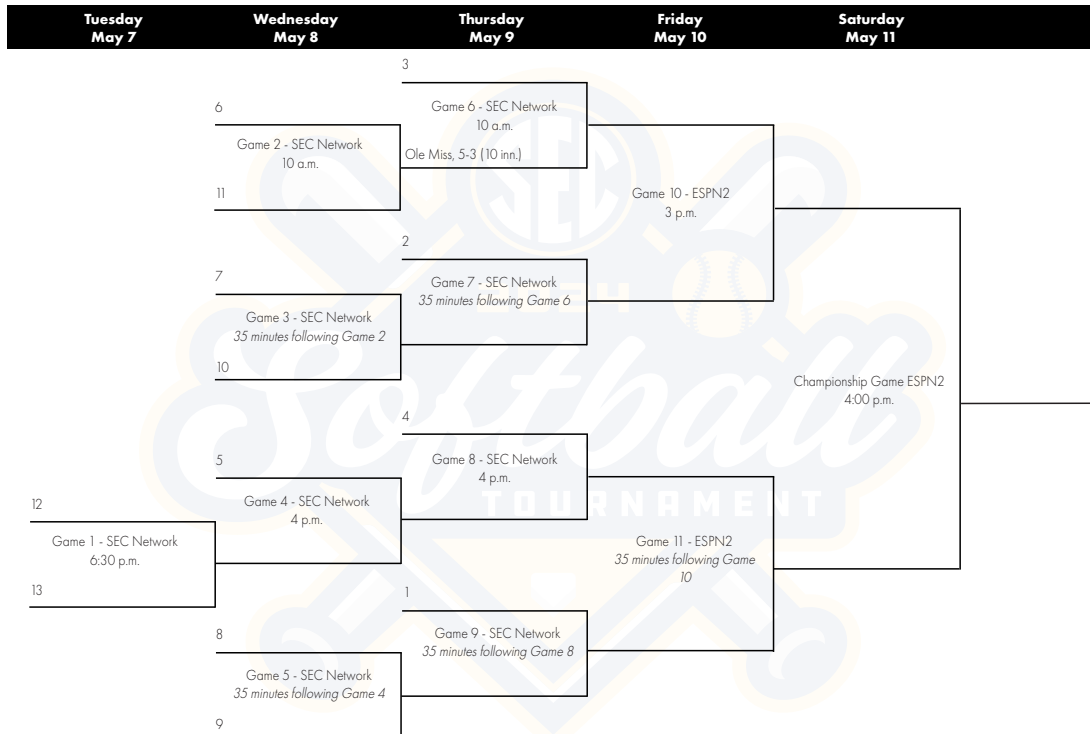 Tuesday
May 7
Wednesday
May 8
Thursday
May 9
Friday
May 10
Saturday
May 11
3
6
Game 6 - SEC Network
10 a.m.
Game 2 - SEC Network
10 a.m.
Ole Miss, 5-3 (10 inn.)
11
Game 10 - ESPN2
3 p.m.
SEC
2
7
Game 7 - SEC Network
35 minutes following Game 6
2024
Game 3 - SEC Network
35 minutes following Game 2
10
Championship Game ESPN2
4:00 p.m.
Softball
TOURNAMENT
4
5
Game 8 - SEC Network
4 p.m.
12
Game 4 - SEC Network
4 p.m.
Game 1 - SEC Network
6:30 p.m.
Game 11 - ESPN2
35 minutes following Game
10
13
1
8
Game 9 - SEC Network
35 minutes following Game 8
Game 5 - SEC Network
35 minutes following Game 4
9